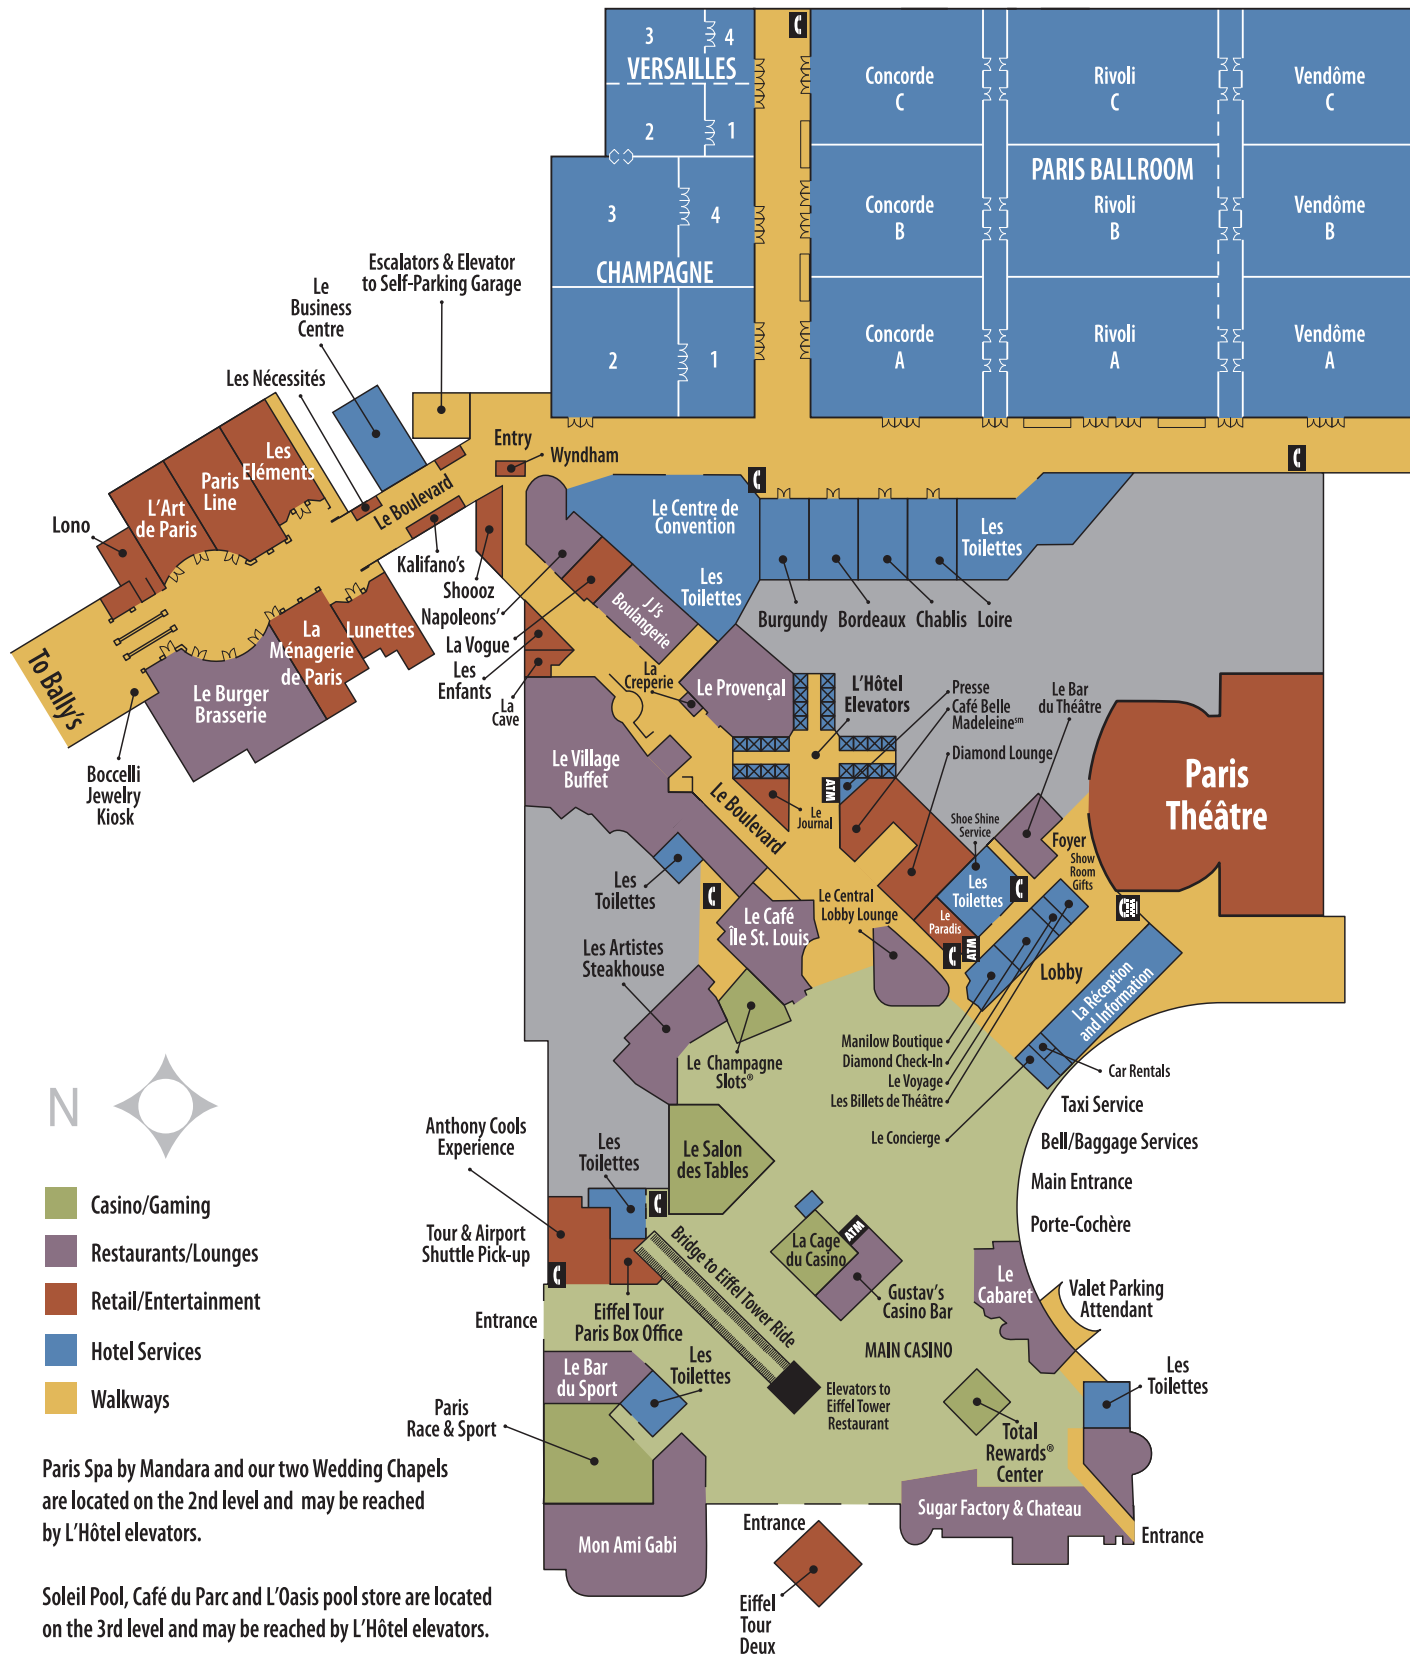 3
4
VERSAILLES
2
1
3
4
CHAMPAGNE
2
1
Concorde
C
Rivoli
C
Vendôme
C
PARIS BALLROOM
Concorde
B
Rivoli
B
Vendôme
B
Concorde
A
Rivoli
A
Vendôme
A
Escalators & Elevator
to Self-Parking Garage
Le
Business
Centre
Les Nécessités
Entry
Wyndham
Les
Eléments
Paris
Line
L'Art
de Paris
Lono
Le Boulevard
Kalifano's
Shoooz
Napoleons'
La Vogue
Les
Enfants
La
Cave
Lunettes
La
Ménagerie
de Paris
Le Burger
Brasserie
To Bally's
Boccelli
Jewelry
Kiosk
Le Centre de
Convention
Les
Toilettes
JJ's
Boulangerie
Les
Toilettes
Burgundy
Bordeaux
Chablis
Loire
La
Creperie
Le Provençal
L'Hôtel
Elevators
Presse
Café Belle
Madeleine℠
Diamond Lounge
Le Bar
du Théâtre
Paris
Théâtre
Le Village
Buffet
Le Boulevard
ATM
Le
Journal
Shoe Shine
Service
Foyer
Show
Room
Gifts
Les
Toilettes
Les
Toilettes
Le Central
Lobby Lounge
Le
Paradis
ATM
Le Café
Île St. Louis
Les Artistes
Steakhouse
Lobby
La Réception
and Information
Manilow Boutique
Diamond Check-In
Le Voyage
Les Billets de Théâtre
Le Concierge
Car Rentals
Le Champagne
Slots®
Taxi Service
Bell/Baggage Services
Main Entrance
Porte-Cochère
N
Anthony Cools
Experience
Les
Toilettes
Le Salon
des Tables
Casino/Gaming
Restaurants/Lounges
Retail/Entertainment
Hotel Services
Walkways
Tour & Airport
Shuttle Pick-up
Bridge to Eiffel Tower Ride
La Cage
du Casino
ATM
Gustav's
Casino Bar
Le
Cabaret
Valet Parking
Attendant
Entrance
Eiffel Tour
Paris Box Office
MAIN CASINO
Le Bar
du Sport
Les
Toilettes
Elevators to
Eiffel Tower
Restaurant
Les
Toilettes
Paris
Race & Sport
Total
Rewards®
Center
Mon Ami Gabi
Sugar Factory & Chateau
Entrance
Entrance
Eiffel
Tour
Deux
Paris Spa by Mandara and our two Wedding Chapels
are located on the 2nd level and may be reached
by L'Hôtel elevators.
Soleil Pool, Café du Parc and L'Oasis pool store are located
on the 3rd level and may be reached by L'Hôtel elevators.